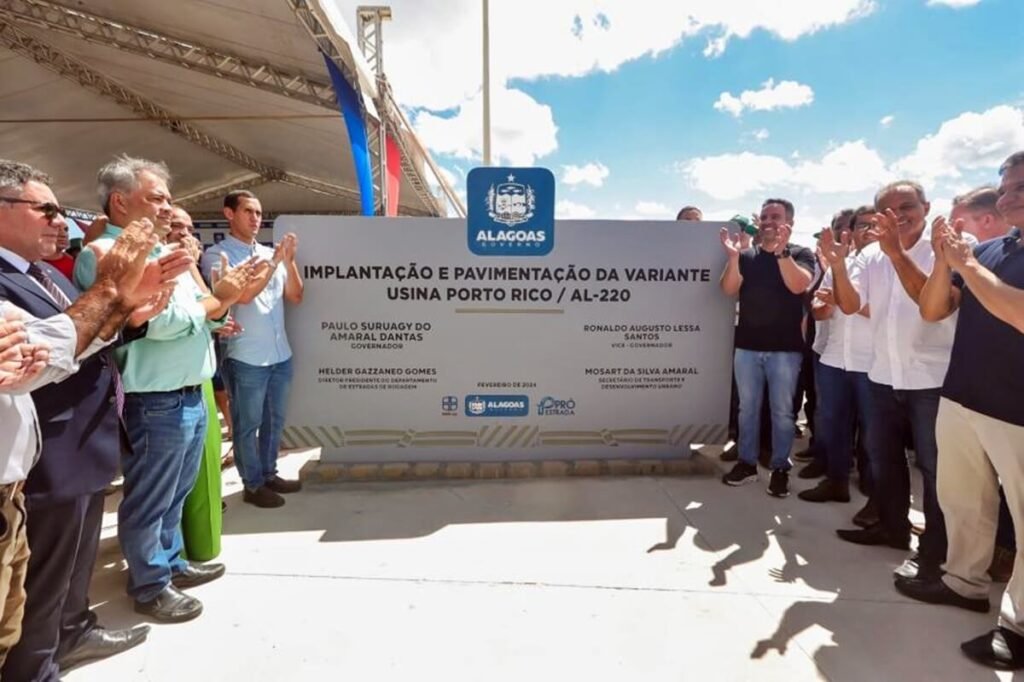 ALAGOAS
GOVERNO
IMPLANTAÇÃO E PAVIMENTAÇÃO DA VARIANTE
USINA PORTO RICO / AL-220
PAULO SURUAGY DO
AMARAL DANTAS
GOVERNADOR
RONALDO AUGUSTO LESSA
SANTOS
VICE - GOVERNADOR
HELDER GAZZANEO GOMES
DIRETOR PRESIDENTE DO DEPARTAMENTO
DE ESTRADAS DE RODAGEM
MOSART DA SILVA AMARAL
SECRETÁRIO DE TRANSPORTE E
DESENVOLVIMENTO URBANO
FEVEREIRO DE 2024
ALAGOAS
PRÓ
ESTRADA